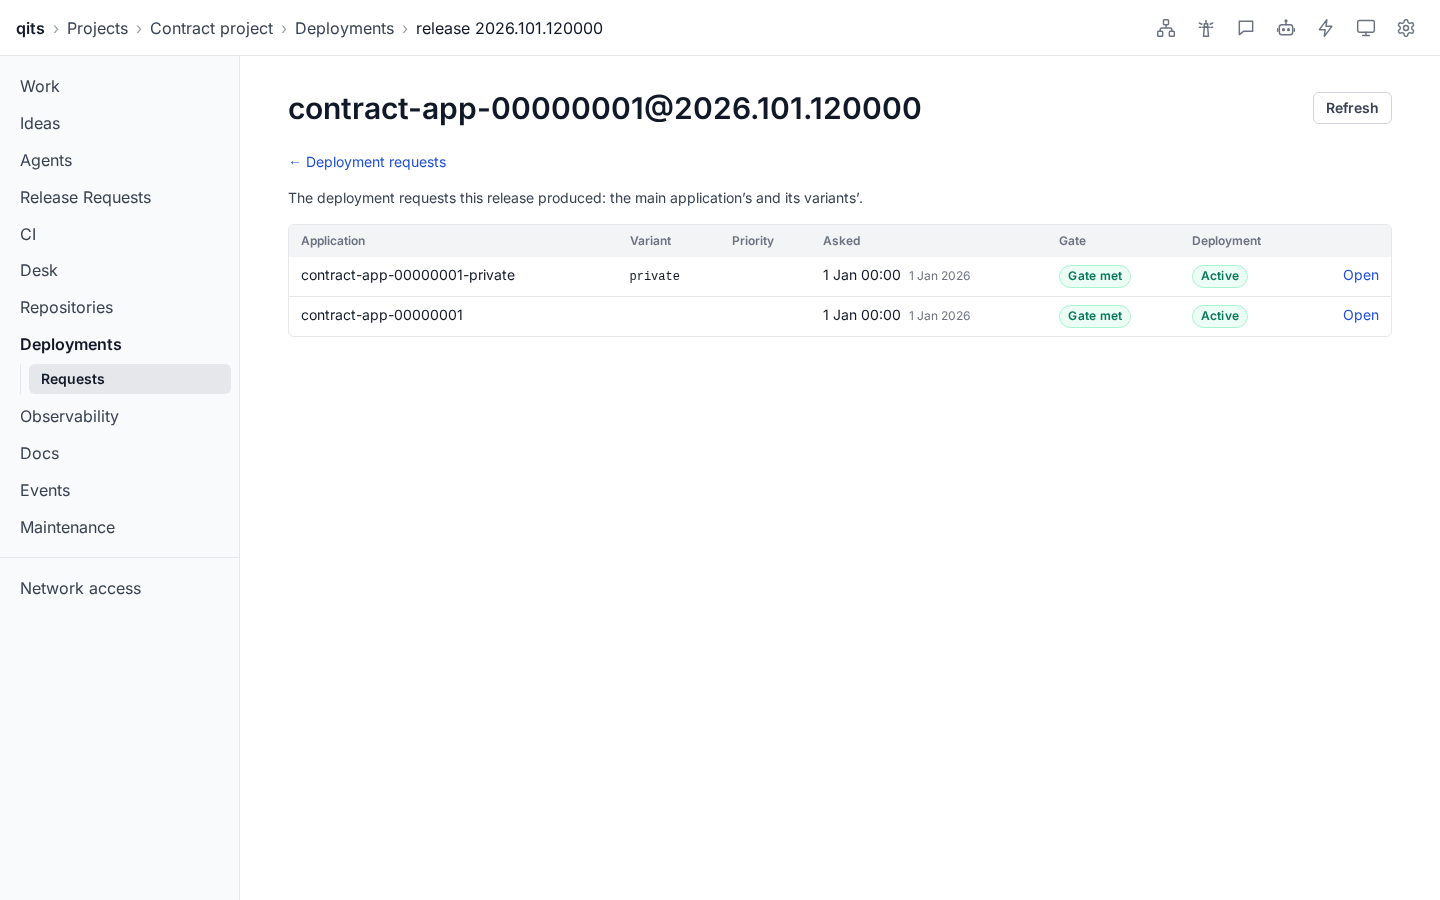 qits › Projects › Contract project › Deployments › release 2026.101.120000
Work
Ideas
Agents
Release Requests
CI
Desk
Repositories
Deployments
Requests
Observability
Docs
Events
Maintenance
Network access
contract-app-00000001@2026.101.120000
Refresh
← Deployment requests
The deployment requests this release produced: the main application’s and its variants’.
Application Variant Priority Asked Gate Deployment
contract-app-00000001-private private 1 Jan 00:00 1 Jan 2026 Gate met Active Open
contract-app-00000001 1 Jan 00:00 1 Jan 2026 Gate met Active Open